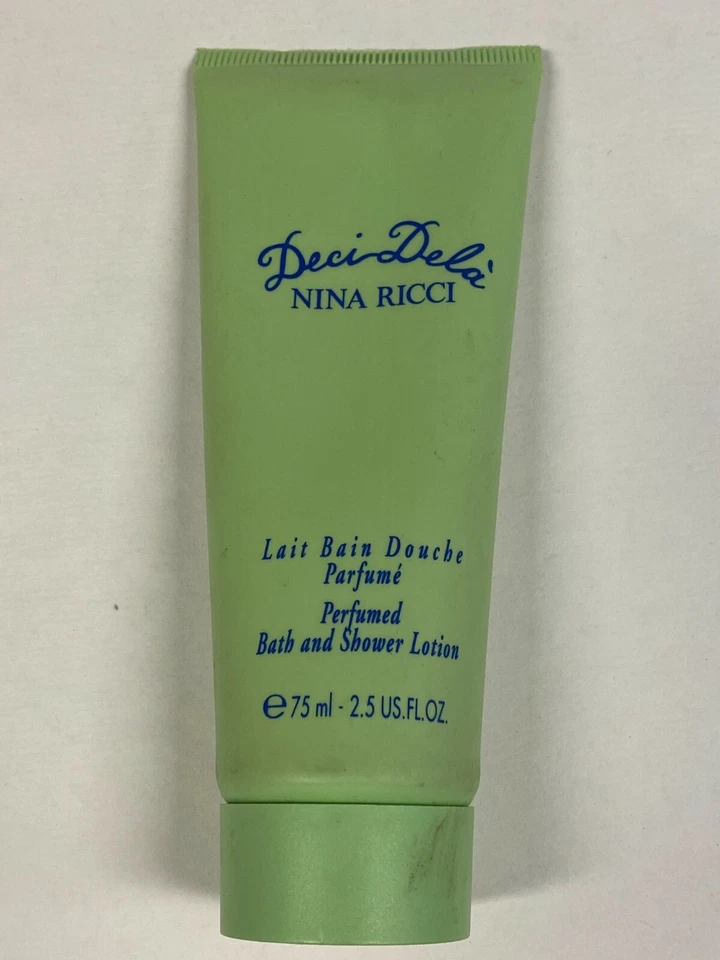 Deci Delà
NINA RICCI
Lait Bain Douche
Parfumé
Perfumed
Bath and Shower Lotion
℮75 ml - 2.5 US.FL.OZ.